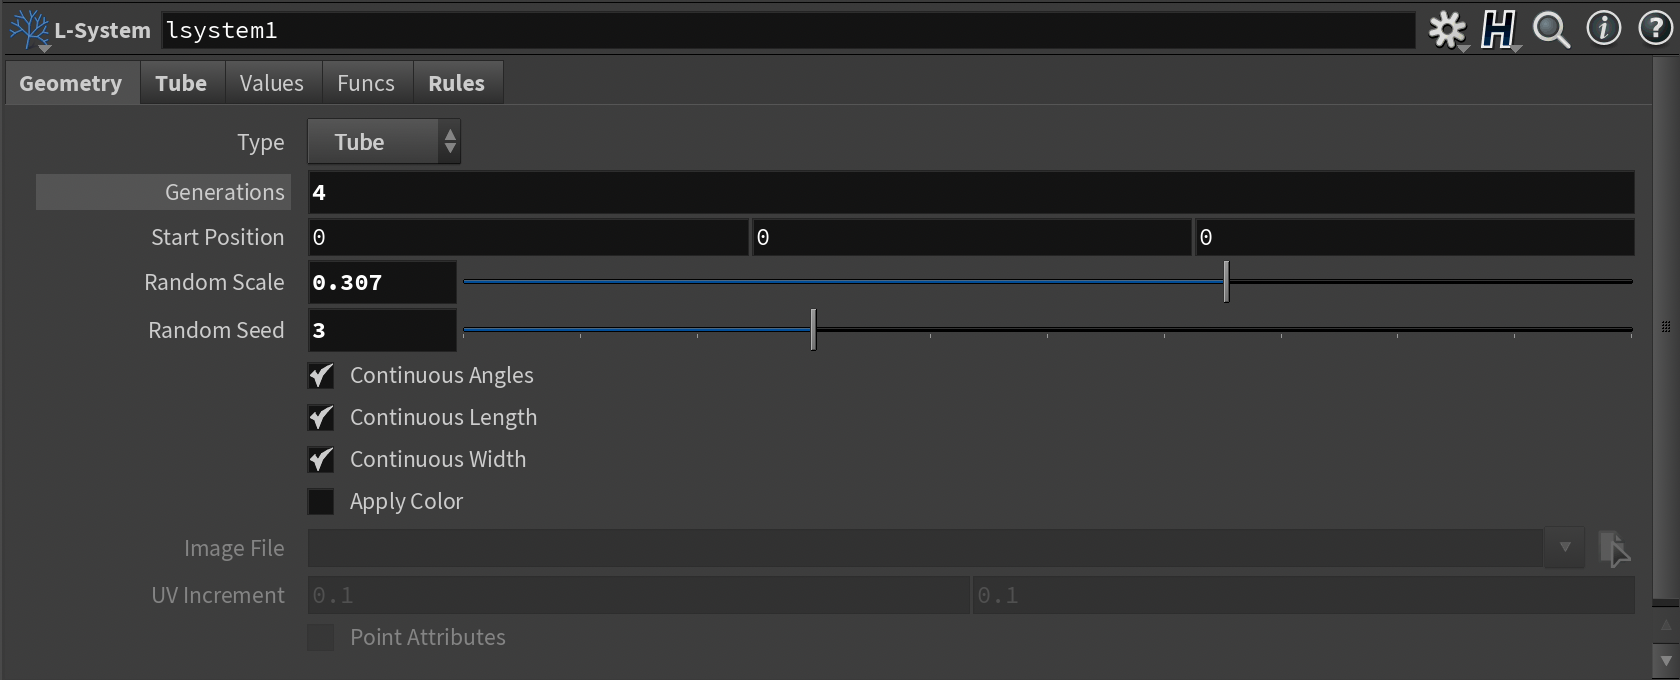 L-System lsystem1
Geometry Tube Values Funcs Rules
Type Tube
Generations 4
Start Position 0 0 0
Random Scale 0.307
Random Seed 3
Continuous Angles
Continuous Length
Continuous Width
Apply Color
Image File
UV Increment 0.1 0.1
Point Attributes